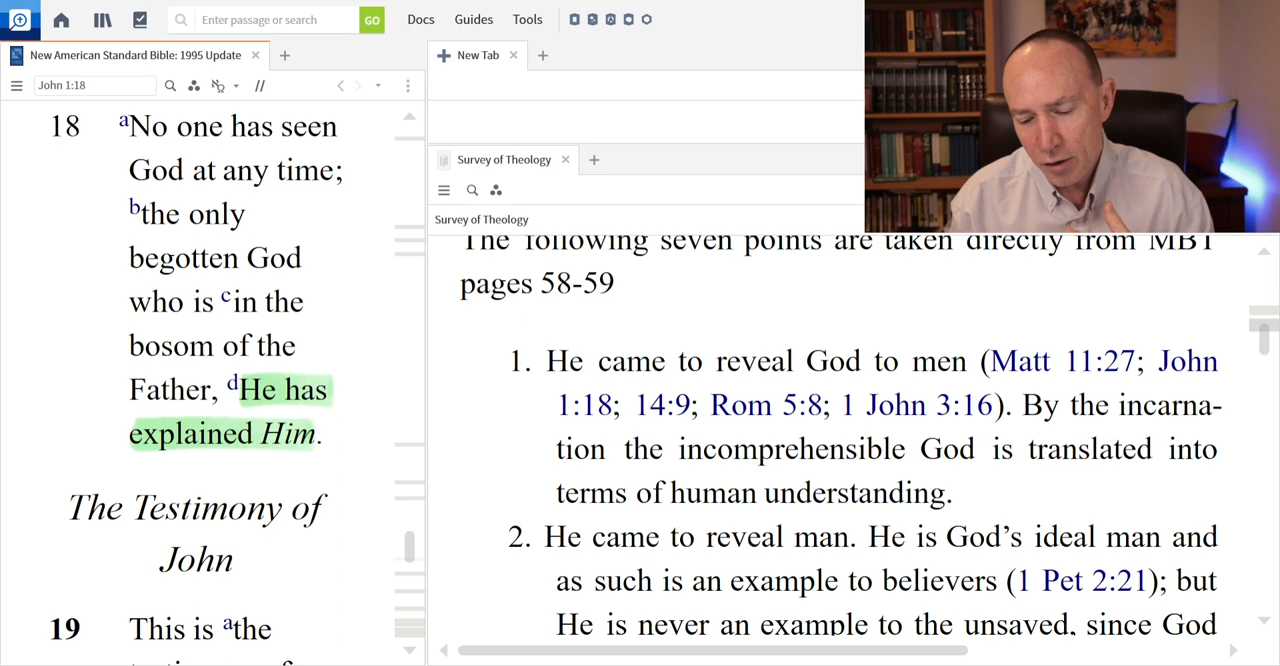 Enter passage or search
GO
Docs
Guides
Tools
New American Standard Bible: 1995 Update
New Tab
John 1:18
18 aNo one has seen
God at any time;
bthe only
begotten God
who is cin the
bosom of the
Father, dHe has
explained Him.
The Testimony of
John
19 This is athe
Survey of Theology
Survey of Theology
The following seven points are taken directly from MBT
pages 58-59
1. He came to reveal God to men (Matt 11:27; John
1:18; 14:9; Rom 5:8; 1 John 3:16). By the incarna-
tion the incomprehensible God is translated into
terms of human understanding.
2. He came to reveal man. He is God’s ideal man and
as such is an example to believers (1 Pet 2:21); but
He is never an example to the unsaved, since God